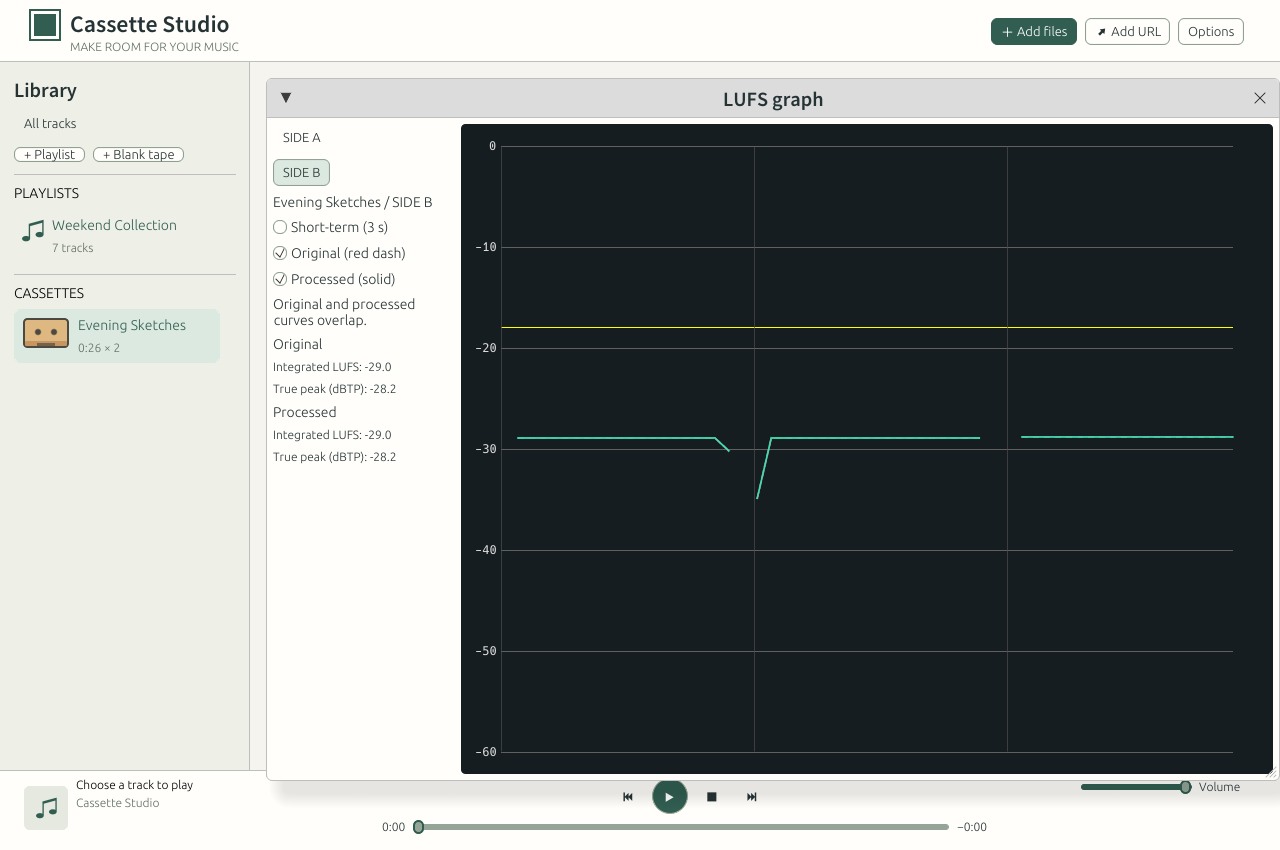 Cassette Studio
MAKE ROOM FOR YOUR MUSIC
+ Add files
Add URL
Options
Library
All tracks
+ Playlist
+ Blank tape
PLAYLISTS
Weekend Collection
7 tracks
CASSETTES
Evening Sketches
0:26 × 2
LUFS graph
SIDE A
SIDE B
Evening Sketches / SIDE B
Short-term (3 s)
Original (red dash)
Processed (solid)
Original and processed
curves overlap.
Original
Integrated LUFS: -29.0
True peak (dBTP): -28.2
Processed
Integrated LUFS: -29.0
True peak (dBTP): -28.2
0
-10
-20
-30
-40
-50
-60
Choose a track to play
Cassette Studio
0:00
-0:00
Volume